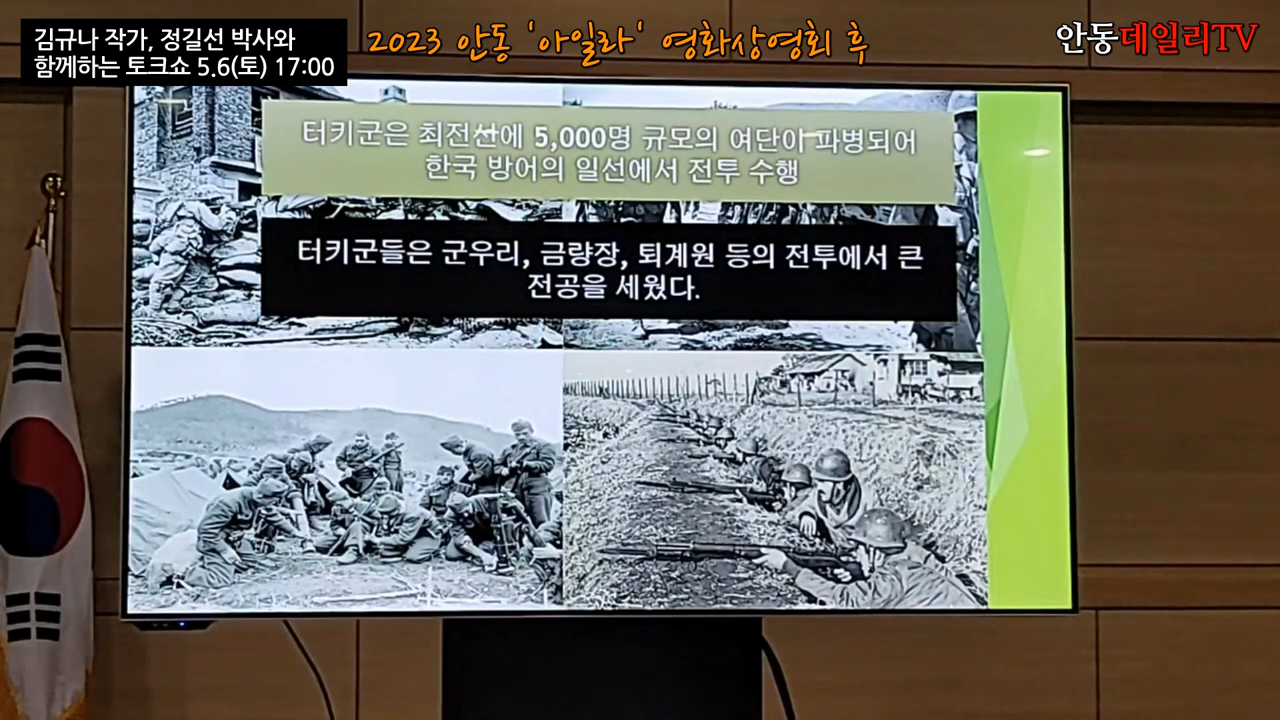 김규나 작가, 정길선 박사와
함께하는 토크쇼 5.6(토) 17:00
2023 안동 '아일라' 영화상영회 후
안동데일리TV
터키군은 최전선에 5,000명 규모의 여단이 파병되어
한국 방어의 일선에서 전투 수행
터키군들은 군우리, 금량장, 퇴계원 등의 전투에서 큰
전공을 세웠다.